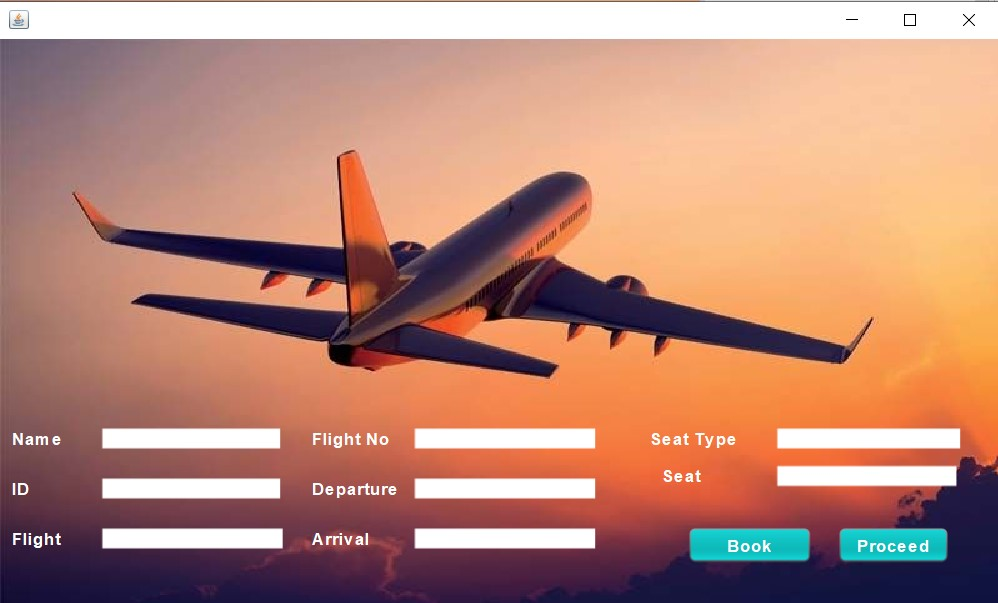 Name Flight No Seat Type
Seat
ID Departure
Flight Arrival
Book Proceed